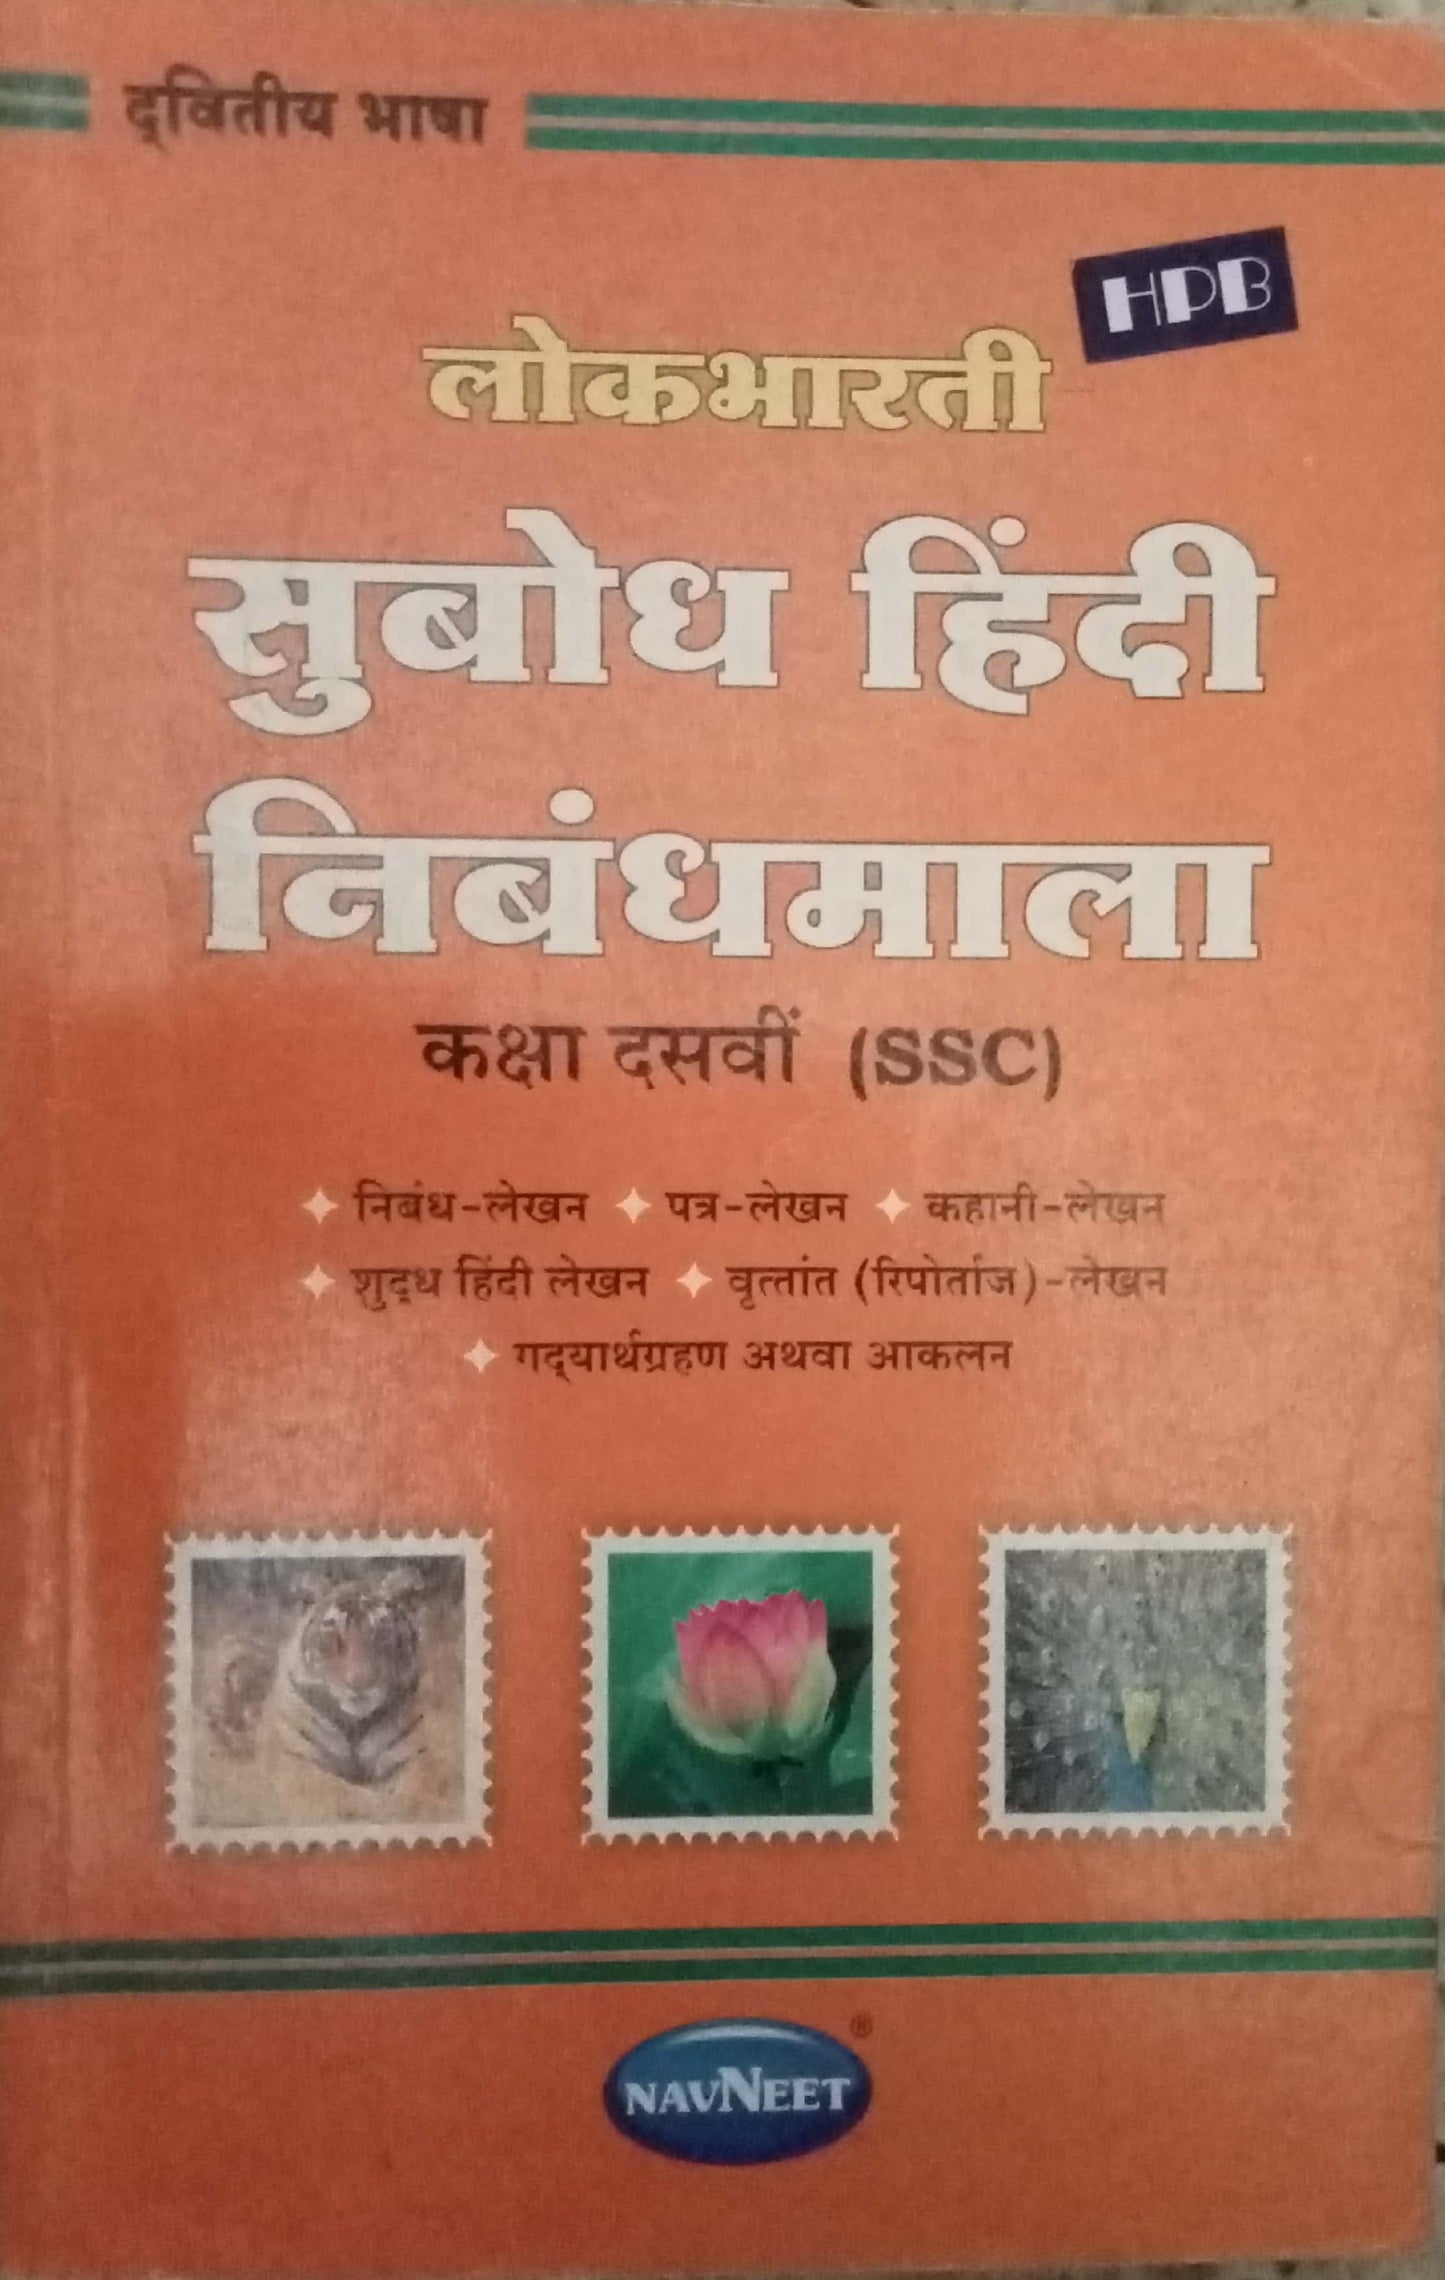 द्‌वितीय भाषा
HPB
लोकभारती
सुबोध हिंदी
निबंधमाला
कक्षा दसवीं (SSC)
✦ निबंध-लेखन ✦ पत्र-लेखन ✦ कहानी-लेखन
✦ शुद्‌ध हिंदी लेखन ✦ वृत्तांत (रिपोर्ताज)-लेखन
✦ गद्‌यार्थग्रहण अथवा आकलन
NAVNEET®